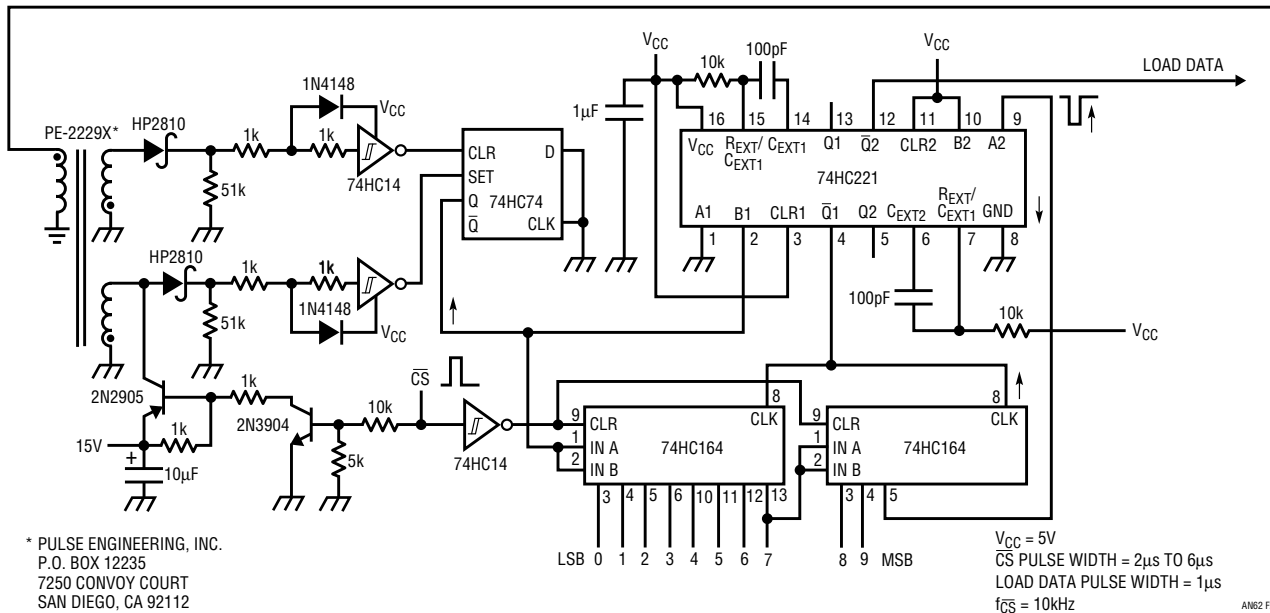 V_CC
10k
100pF
V_CC
LOAD DATA
1N4148
V_CC
1µF
PE-2229X*
HP2810
1k
1k
51k
74HC14
CLR D
SET
Q 74HC74
Q̅ CLK
16 15 14 13 12 11 10 9
V_CC R_EXT/ C_EXT1 C_EXT1 Q1 Q̅2̅ CLR2 B2 A2
74HC221
A1 B1 CLR1 Q̅1̅ Q2 C_EXT2 R_EXT/ C_EXT1 GND
1 2 3 4 5 6 7 8
HP2810
1k
1k
51k
1N4148
V_CC
100pF
10k
V_CC
2N2905
1k
2N3904
10k
C̅S̅
74HC14
15V
1k
+
10µF
5k
8
CLK
9 CLR
1 IN A
2 IN B
74HC164
3 4 5 6 10 11 12 13
LSB 0 1 2 3 4 5 6 7
8
CLK
9 CLR
1 IN A
2 IN B
74HC164
3 4 5
8 9 MSB
* PULSE ENGINEERING, INC.
P.O. BOX 12235
7250 CONVOY COURT
SAN DIEGO, CA 92112
V_CC = 5V
C̅S̅ PULSE WIDTH = 2µs TO 6µs
LOAD DATA PULSE WIDTH = 1µs
f_C̅S̅ = 10kHz
AN62 F